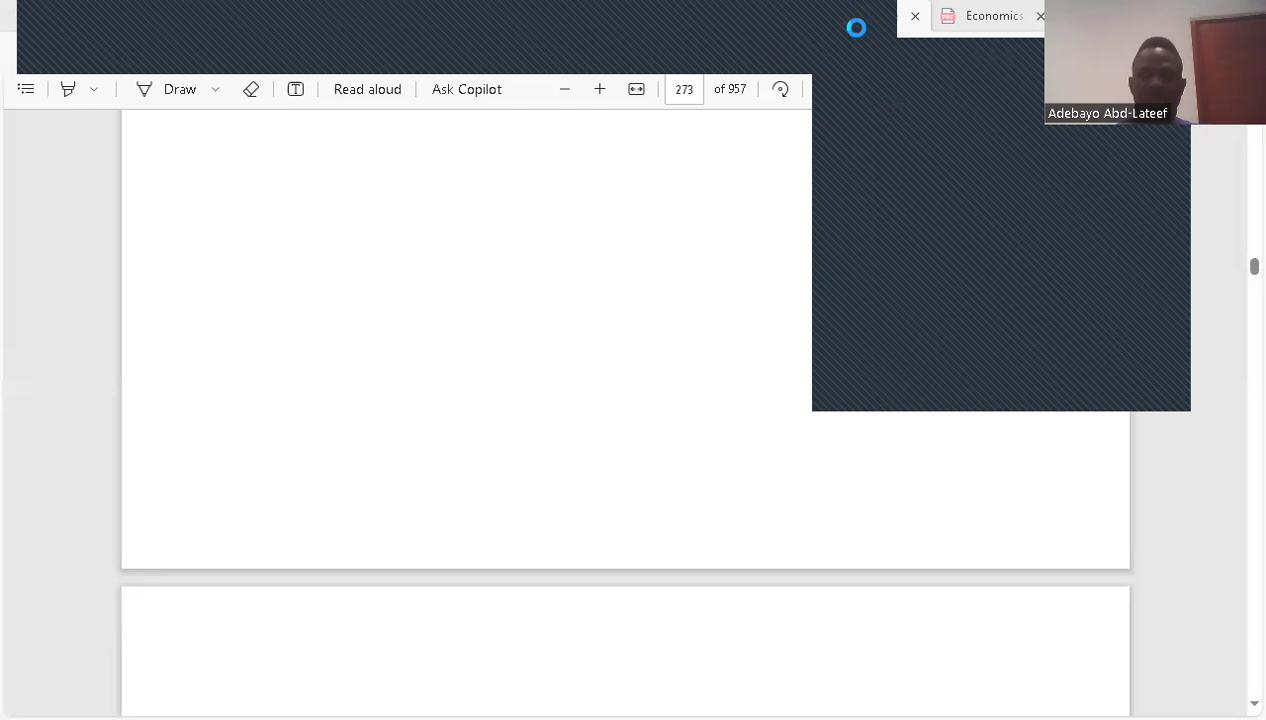 Economics
Read aloud
Ask Copilot
Draw
273 of 957
Adebayo Abd-Lateef